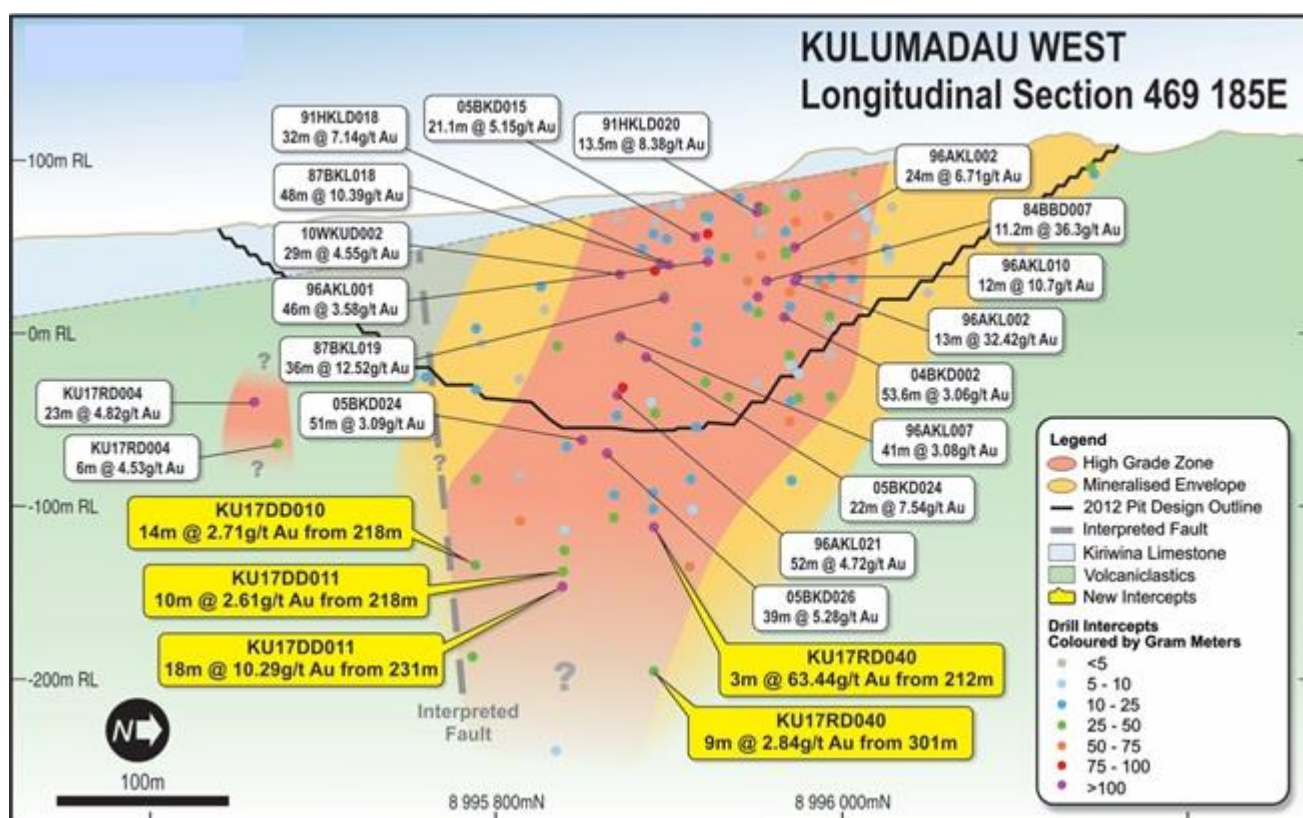 KULUMADAU WEST
Longitudinal Section 469 185E
91HKLD018
32m @ 7.14g/t Au
05BKD015
21.1m @ 5.15g/t Au
91HKLD020
13.5m @ 8.38g/t Au
96AKL002
24m @ 6.71g/t Au
87BKL018
48m @ 10.39g/t Au
84BBD007
11.2m @ 36.3g/t Au
10WKUD002
29m @ 4.55g/t Au
96AKL010
12m @ 10.7g/t Au
96AKL001
46m @ 3.58g/t Au
96AKL002
13m @ 32.42g/t Au
87BKL019
36m @ 12.52g/t Au
04BKD002
53.6m @ 3.06g/t Au
KU17RD004
23m @ 4.82g/t Au
05BKD024
51m @ 3.09g/t Au
96AKL007
41m @ 3.08g/t Au
KU17RD004
6m @ 4.53g/t Au
05BKD024
22m @ 7.54g/t Au
96AKL021
52m @ 4.72g/t Au
05BKD026
39m @ 5.28g/t Au
KU17DD010
14m @ 2.71g/t Au from 218m
KU17DD011
10m @ 2.61g/t Au from 218m
KU17DD011
18m @ 10.29g/t Au from 231m
KU17RD040
3m @ 63.44g/t Au from 212m
KU17RD040
9m @ 2.84g/t Au from 301m
100m RL
0m RL
-100m RL
-200m RL
?
?
?
?
Interpreted
Fault
N
100m
8 995 800mN
8 996 000mN
Legend
High Grade Zone
Mineralised Envelope
2012 Pit Design Outline
Interpreted Fault
Kiriwina Limestone
Volcaniclastics
New Intercepts
Drill Intercepts
Coloured by Gram Meters
<5
5 - 10
10 - 25
25 - 50
50 - 75
75 - 100
>100